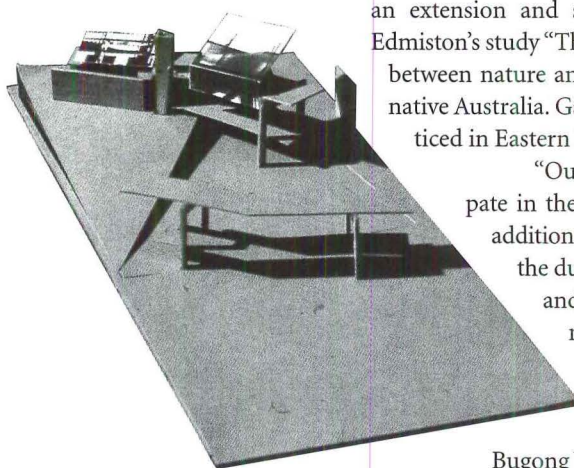 an extension and s
Edmiston's study “Th
between nature an
native Australia. G
ticed in Eastern
“Ou
pate in the
addition
the du
and
Bugong